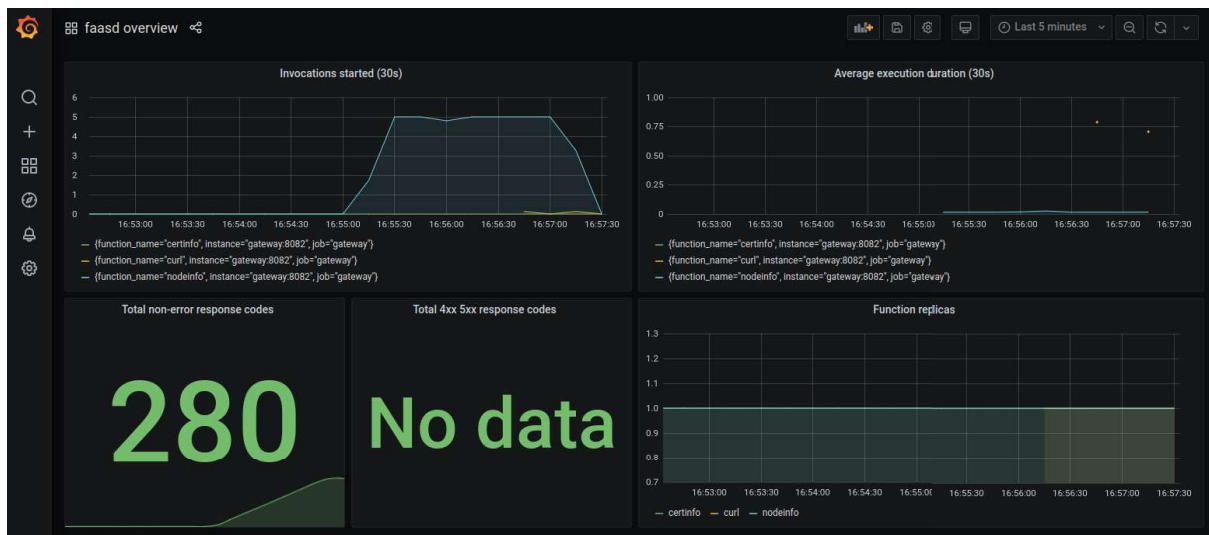 faasd overview
Last 5 minutes
Invocations started (30s)
6
5
4
3
2
1
0
16:53:00 16:53:30 16:54:00 16:54:30 16:55:00 16:55:30 16:56:00 16:56:30 16:57:00 16:57:30
{function_name="certinfo", instance="gateway:8082", job="gateway"}
{function_name="curl", instance="gateway:8082", job="gateway"}
{function_name="nodeinfo", instance="gateway:8082", job="gateway"}
Average execution duration (30s)
1.00
0.75
0.50
0.25
0
16:53:00 16:53:30 16:54:00 16:54:30 16:55:00 16:55:30 16:56:00 16:56:30 16:57:00 16:57:30
{function_name="certinfo", instance="gateway:8082", job="gateway"}
{function_name="curl", instance="gateway:8082", job="gateway"}
{function_name="nodeinfo", instance="gateway:8082", job="gateway"}
Total non-error response codes
280
Total 4xx 5xx response codes
No data
Function replicas
1.3
1.2
1.1
1.0
0.9
0.8
0.7
16:53:00 16:53:30 16:54:00 16:54:30 16:55:00 16:55:30 16:56:00 16:56:30 16:57:00 16:57:30
certinfo curl nodeinfo